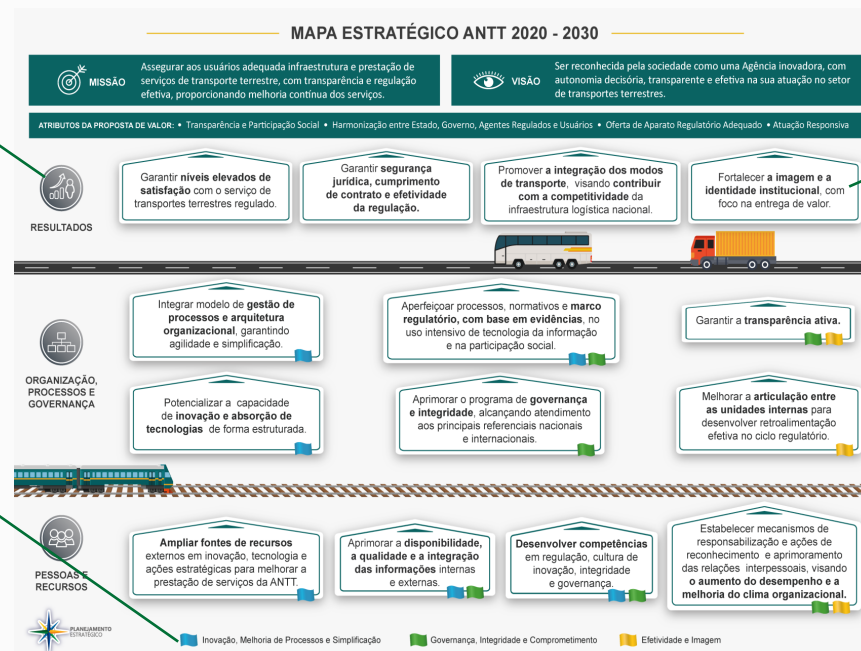 MAPA ESTRATÉGICO ANTT 2020 - 2030
MISSÃO
Assegurar aos usuários adequada infraestrutura e prestação de
serviços de transporte terrestre, com transparência e regulação
efetiva, proporcionando melhoria contínua dos serviços.
VISÃO
Ser reconhecida pela sociedade como uma Agência inovadora, com
autonomia decisória, transparente e efetiva na sua atuação no setor
de transportes terrestres.
ATRIBUTOS DA PROPOSTA DE VALOR: • Transparência e Participação Social • Harmonização entre Estado, Governo, Agentes Regulados e Usuários • Oferta de Aparato Regulatório Adequado • Atuação Responsiva
RESULTADOS
Garantir níveis elevados de
satisfação com o serviço de
transportes terrestres regulado.
Garantir segurança
jurídica, cumprimento
de contrato e efetividade
da regulação.
Promover a integração dos modos
de transporte, visando contribuir
com a competitividade da
infraestrutura logística nacional.
Fortalecer a imagem e a
identidade institucional, com
foco na entrega de valor.
ORGANIZAÇÃO,
PROCESSOS E
GOVERNANÇA
Integrar modelo de gestão de
processos e arquitetura
organizacional, garantindo
agilidade e simplificação.
Aperfeiçoar processos, normativos e marco
regulatório, com base em evidências, no
uso intensivo de tecnologia da informação
e na participação social.
Garantir a transparência ativa.
Potencializar a capacidade
de inovação e absorção de
tecnologias de forma estruturada.
Aprimorar o programa de governança
e integridade, alcançando atendimento
aos principais referenciais nacionais
e internacionais.
Melhorar a articulação entre
as unidades internas para
desenvolver retroalimentação
efetiva no ciclo regulatório.
PESSOAS E
RECURSOS
Ampliar fontes de recursos
externos em inovação, tecnologia e
ações estratégicas para melhorar a
prestação de serviços da ANTT.
Aprimorar a disponibilidade,
a qualidade e a integração
das informações internas
e externas.
Desenvolver competências
em regulação, cultura de
inovação, integridade
e governança.
Estabelecer mecanismos de
responsabilização e ações de
reconhecimento e aprimoramento
das relações interpessoais, visando
o aumento do desempenho e a
melhoria do clima organizacional.
PLANEJAMENTO
ESTRATÉGICO
Inovação, Melhoria de Processos e Simplificação
Governança, Integridade e Comprometimento
Efetividade e Imagem